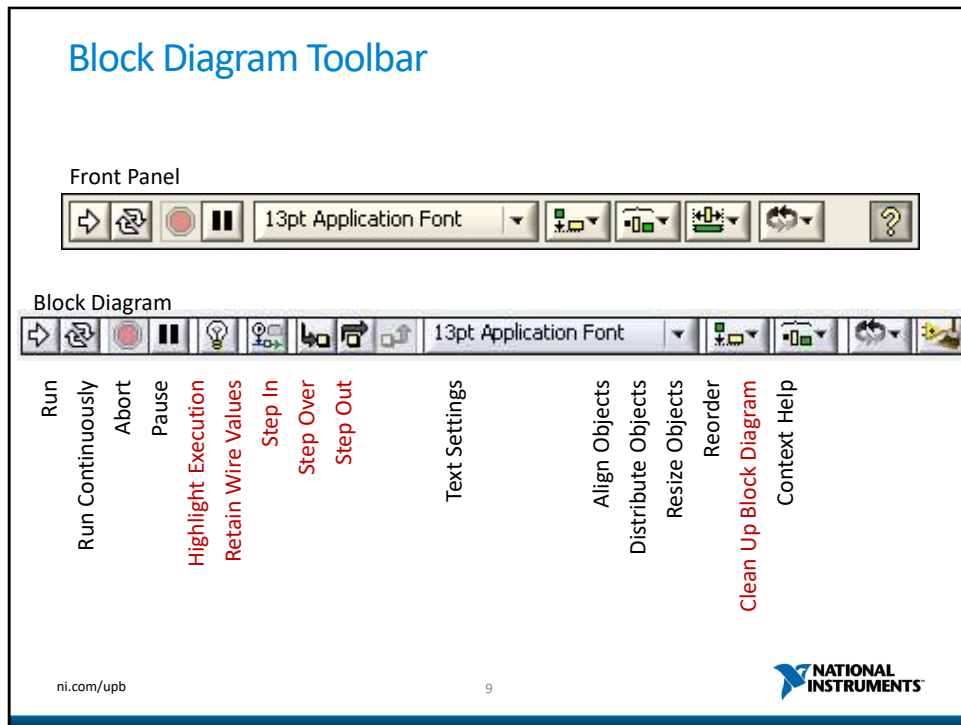 Block Diagram Toolbar
Front Panel
13pt Application Font
?
Block Diagram
13pt Application Font
Run
Run Continuously
Abort
Pause
Highlight Execution
Retain Wire Values
Step In
Step Over
Step Out
Text Settings
Align Objects
Distribute Objects
Resize Objects
Reorder
Clean Up Block Diagram
Context Help
ni.com/upb
9
NATIONAL
INSTRUMENTS™